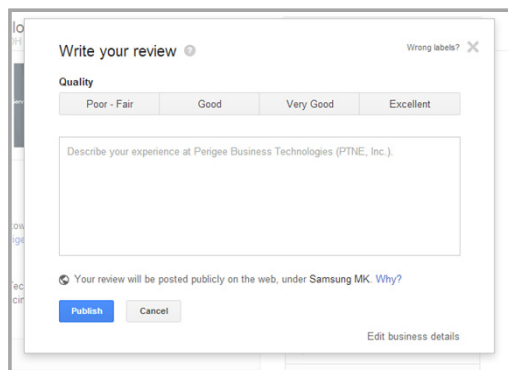 Write your review
Wrong labels?
Quality
Poor - Fair Good Very Good Excellent
Describe your experience at Perigee Business Technologies (PTNE, Inc.).
Your review will be posted publicly on the web, under Samsung MK. Why?
Publish Cancel
Edit business details